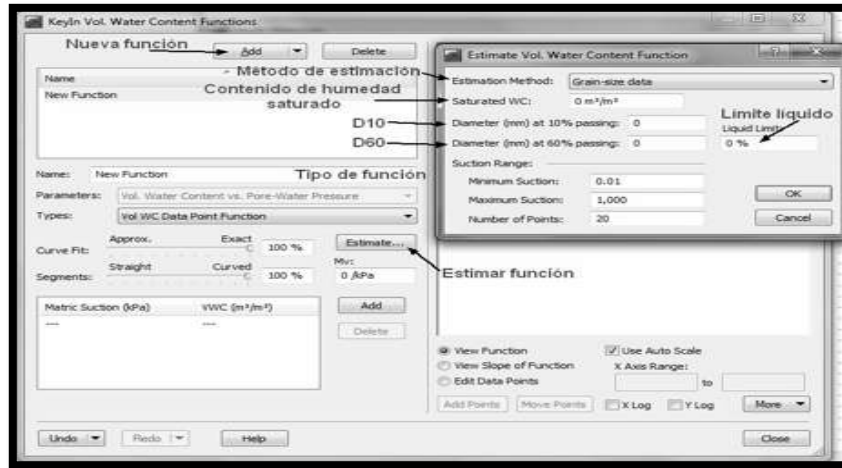 KeyIn Vol. Water Content Functions
Nueva función
Add
Delete
Name
New Function
- Método de estimación
Contenido de humedad
saturado
D10
D60
Estimate Vol. Water Content Function
Estimation Method: Grain-size data
Saturated WC: 0 m³/m³
Límite líquido
Diameter (mm) at 10% passing: 0
Liquid Limit:
Diameter (mm) at 60% passing: 0
0 %
Suction Range:
Minimum Suction: 0.01
Maximum Suction: 1,000
Number of Points: 20
OK
Cancel
Name: New Function
Tipo de función
Parameters: Vol. Water Content vs. Pore-Water Pressure
Types: Vol WC Data Point Function
Approx. Exact
Curve Fit: 100 %
Estimate...
Straight Curved
Mv:
Segments: 100 %
0 /kPa
Estimar función
Matric Suction (kPa) VWC (m³/m³)
--- ---
Add
Delete
View Function
Use Auto Scale
View Slope of Function
X Axis Range:
Edit Data Points
to
Add Points Move Points X Log Y Log More
Undo Redo Help
Close